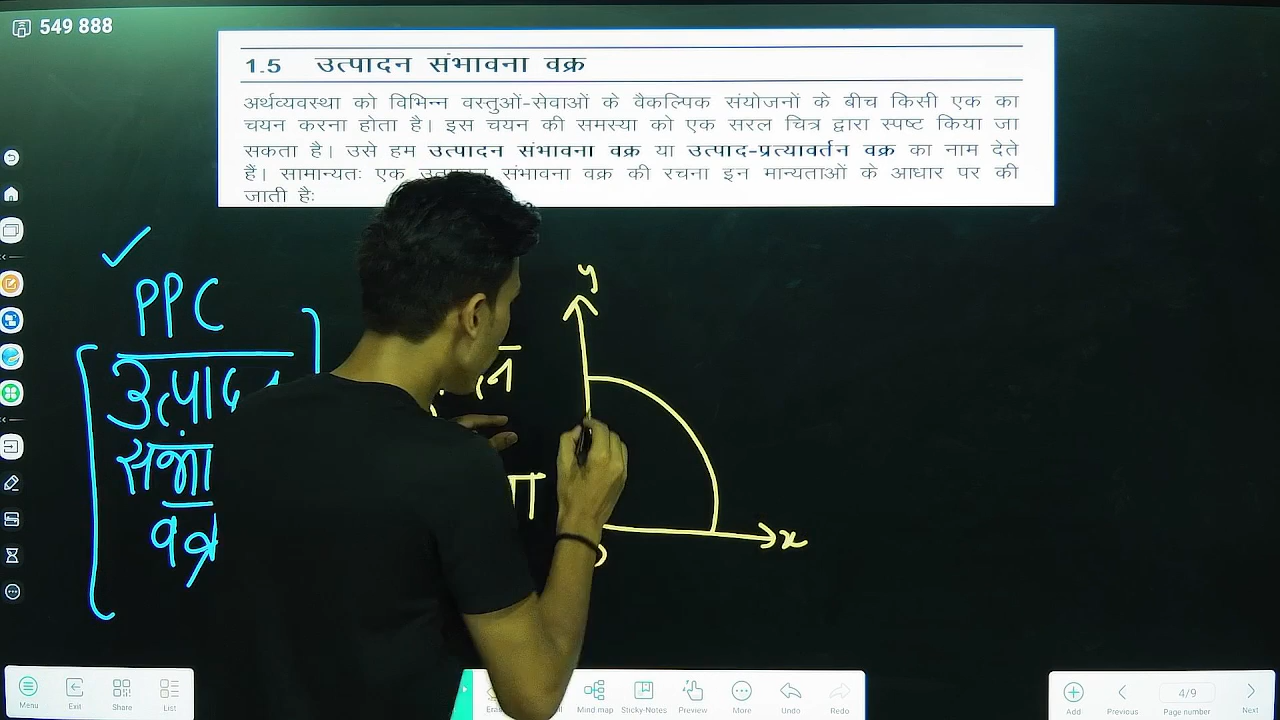 549 888
1.5 उत्पादन संभावना वक्र
अर्थव्यवस्था को विभिन्न वस्तुओं-सेवाओं के वैकल्पिक संयोजनों के बीच किसी एक का
चयन करना होता है। इस चयन की समस्या को एक सरल चित्र द्वारा स्पष्ट किया जा
सकता है। उसे हम उत्पादन संभावना वक्र या उत्पाद-प्रत्यावर्तन वक्र का नाम देते
हैं। सामान्यतः एक संभावना वक्र की रचना इन मान्यताओं के आधार पर की
जाती हैः
y
PPC
x
वक्र
Menu
Exit
Share
List
Mind map
Sticky-Notes
Preview
More
Undo
Redo
Add
Previous
4/9
Page number
Next